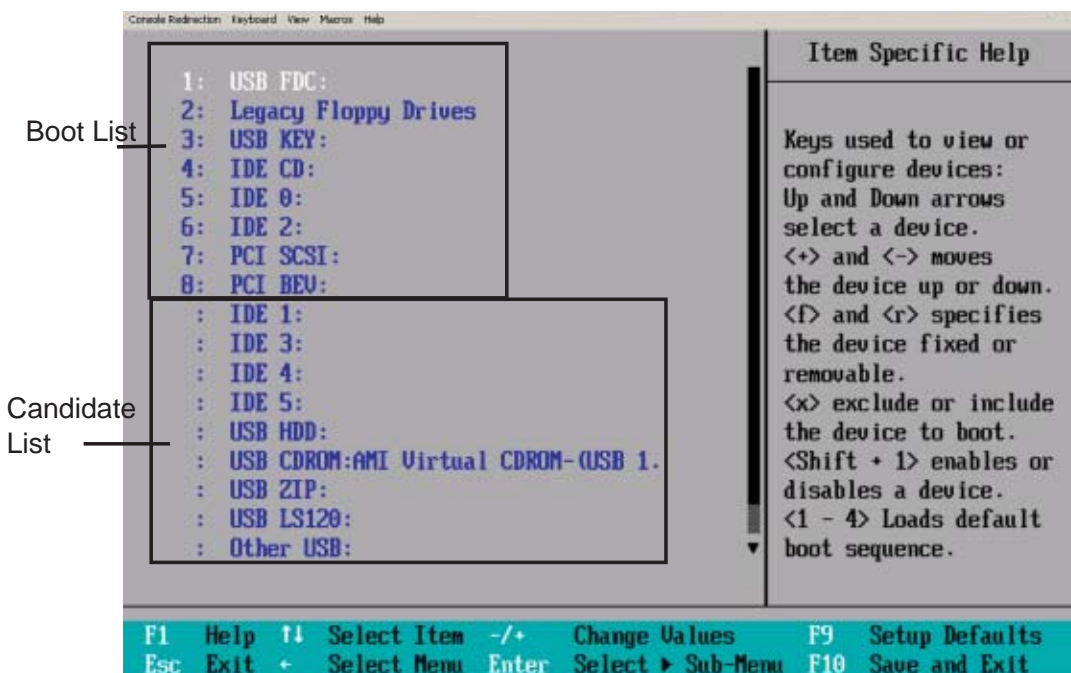 Console Redirection Keyboard View Macros Help
Item Specific Help
Boot List
1: USB FDC:
2: Legacy Floppy Drives
3: USB KEY:
4: IDE CD:
5: IDE 0:
6: IDE 2:
7: PCI SCSI:
8: PCI BEV:
Candidate List
: IDE 1:
: IDE 3:
: IDE 4:
: IDE 5:
: USB HDD:
: USB CDROM:AMI Virtual CDROM-(USB 1.
: USB ZIP:
: USB LS120:
: Other USB:
Keys used to view or
configure devices:
Up and Down arrows
select a device.
<+> and <-> moves
the device up or down.
<f> and <r> specifies
the device fixed or
removable.
<x> exclude or include
the device to boot.
<Shift + 1> enables or
disables a device.
<1 - 4> Loads default
boot sequence.
F1 Help ↑↓ Select Item -/+ Change Values F9 Setup Defaults
Esc Exit ← Select Menu Enter Select ▶ Sub-Menu F10 Save and Exit